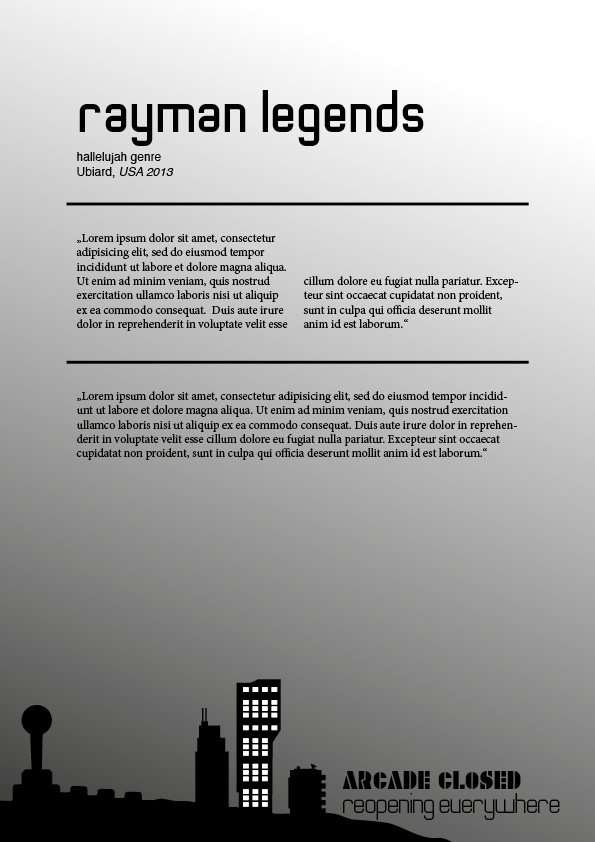 rayman legends
hallelujah genre
Ubiard, USA 2013
„Lorem ipsum dolor sit amet, consectetur
adipisicing elit, sed do eiusmod tempor
incididunt ut labore et dolore magna aliqua.
Ut enim ad minim veniam, quis nostrud
exercitation ullamco laboris nisi ut aliquip
ex ea commodo consequat.  Duis aute irure
dolor in reprehenderit in voluptate velit esse
cillum dolore eu fugiat nulla pariatur. Excep-
teur sint occaecat cupidatat non proident,
sunt in culpa qui officia deserunt mollit
anim id est laborum.“
„Lorem ipsum dolor sit amet, consectetur adipisicing elit, sed do eiusmod tempor incidid-
unt ut labore et dolore magna aliqua. Ut enim ad minim veniam, quis nostrud exercitation
ullamco laboris nisi ut aliquip ex ea commodo consequat. Duis aute irure dolor in reprehen-
derit in voluptate velit esse cillum dolore eu fugiat nulla pariatur. Excepteur sint occaecat
cupidatat non proident, sunt in culpa qui officia deserunt mollit anim id est laborum.“
ARCADE CLOSED
reopening everywhere